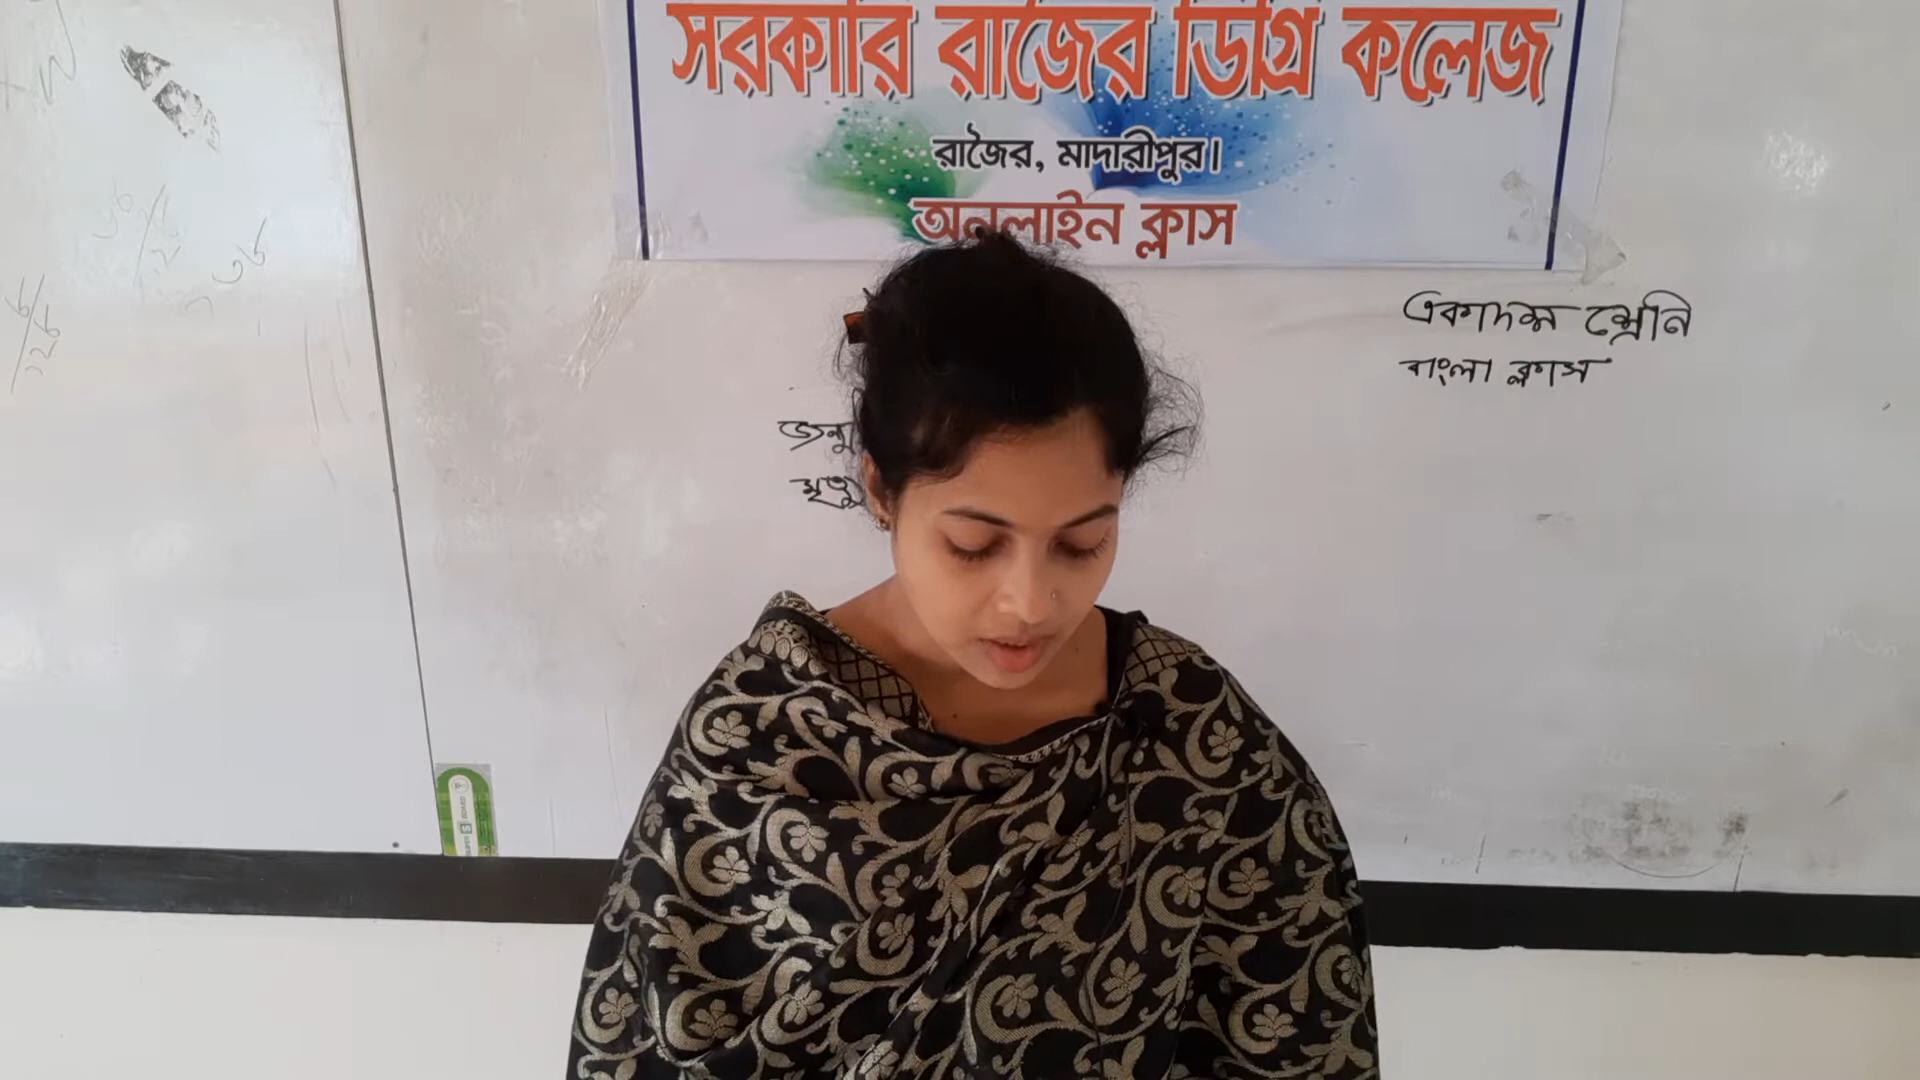 সরকারি রাজৈর ডিগ্রি কলেজ
রাজৈর, মাদারীপুর।
অনলাইন ক্লাস
একাদশ শ্রেনি
বাংলা ক্লাস
জন্ম
মৃত্যু